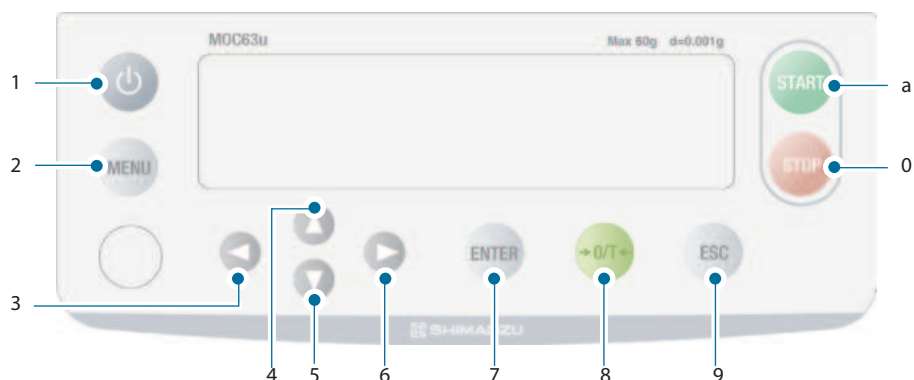 MOC63u Max 60g d=0.001g
1 START a
2 MENU STOP 0
ENTER →0/T← ESC
3
SHIMADZU
4 5 6 7 8 9